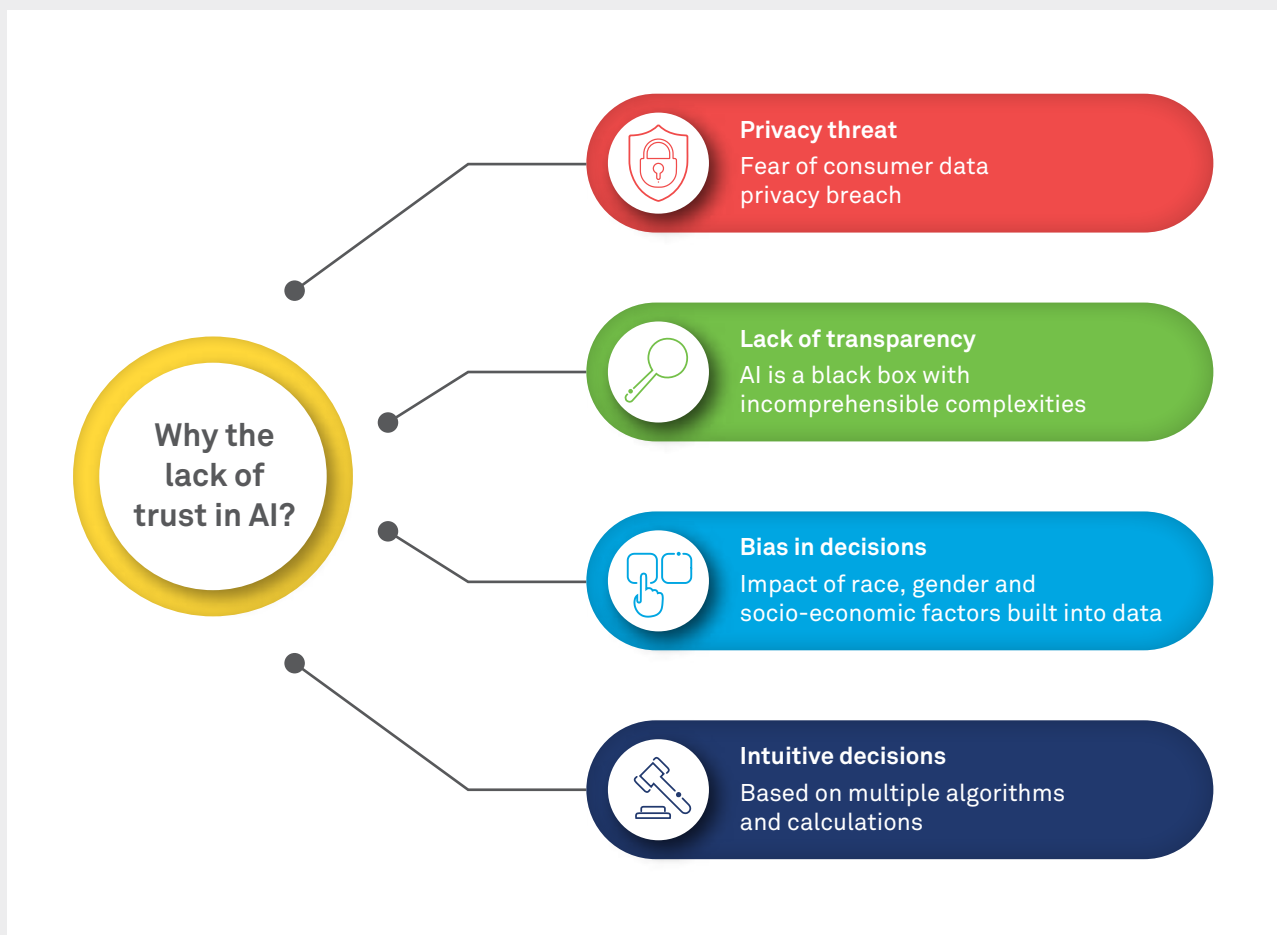 Why the
lack of
trust in AI?
Privacy threat
Fear of consumer data
privacy breach
Lack of transparency
AI is a black box with
incomprehensible complexities
Bias in decisions
Impact of race, gender and
socio-economic factors built into data
Intuitive decisions
Based on multiple algorithms
and calculations